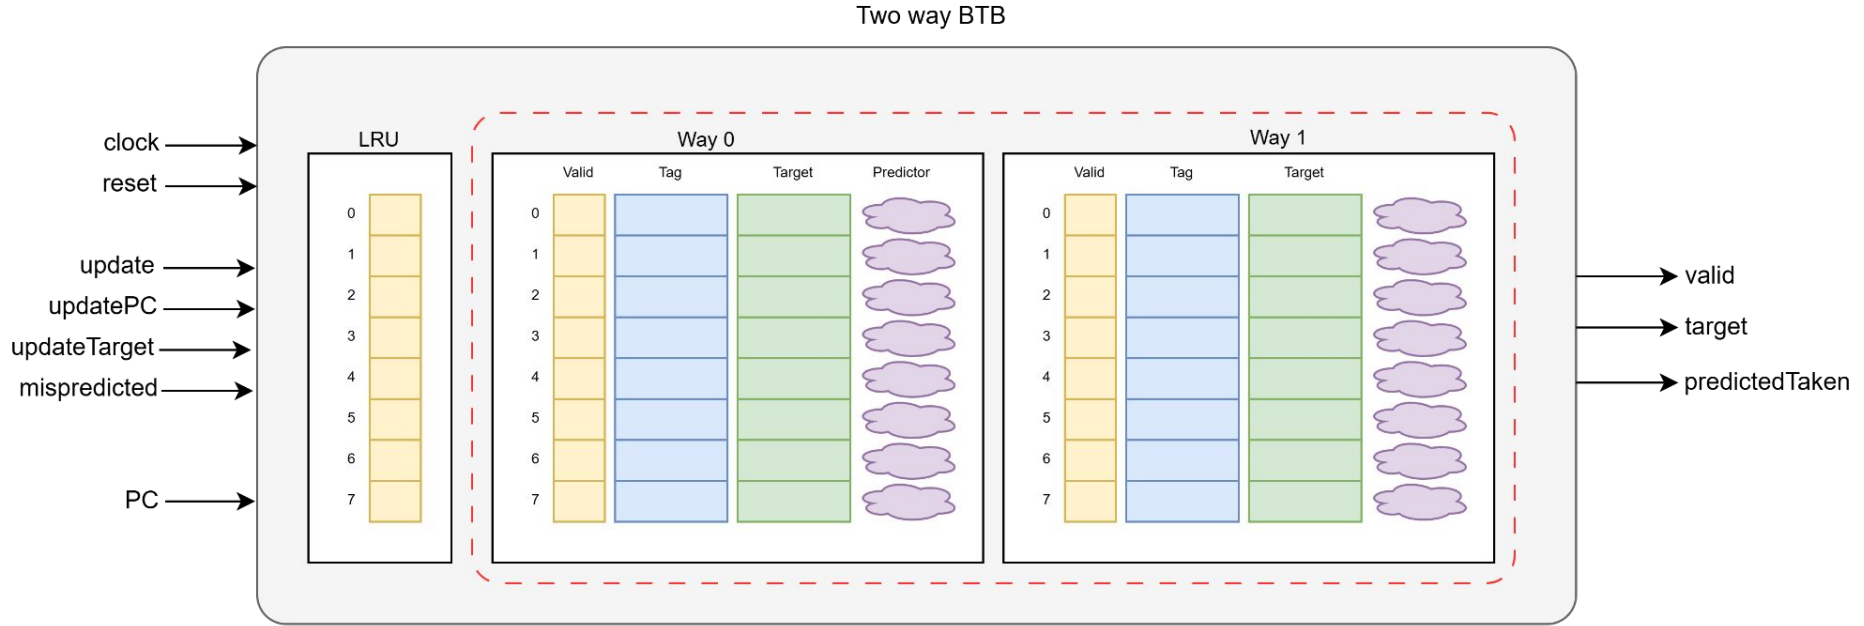 Two way BTB
clock
reset
update
updatePC
updateTarget
mispredicted
PC
LRU
0
1
2
3
4
5
6
7
Way 0
Valid Tag Target Predictor
0
1
2
3
4
5
6
7
Way 1
Valid Tag Target
0
1
2
3
4
5
6
7
valid
target
predictedTaken